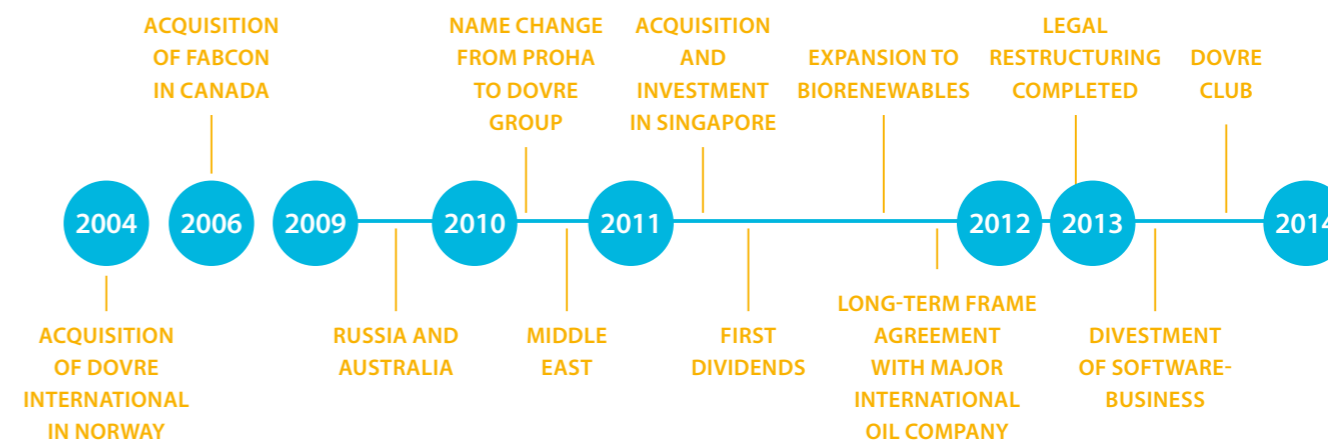 ACQUISITION
OF FABCON
IN CANADA
NAME CHANGE
FROM PROHA
TO DOVRE
GROUP
ACQUISITION
AND
INVESTMENT
IN SINGAPORE
EXPANSION TO
BIORENEWABLES
LEGAL
RESTRUCTURING
COMPLETED
DOVRE
CLUB
2004
2006
2009
2010
2011
2012
2013
2014
ACQUISITION
OF DOVRE
INTERNATIONAL
IN NORWAY
RUSSIA AND
AUSTRALIA
MIDDLE
EAST
FIRST
DIVIDENDS
LONG-TERM FRAME
AGREEMENT
WITH MAJOR
INTERNATIONAL
OIL COMPANY
DIVESTMENT
OF SOFTWARE-
BUSINESS